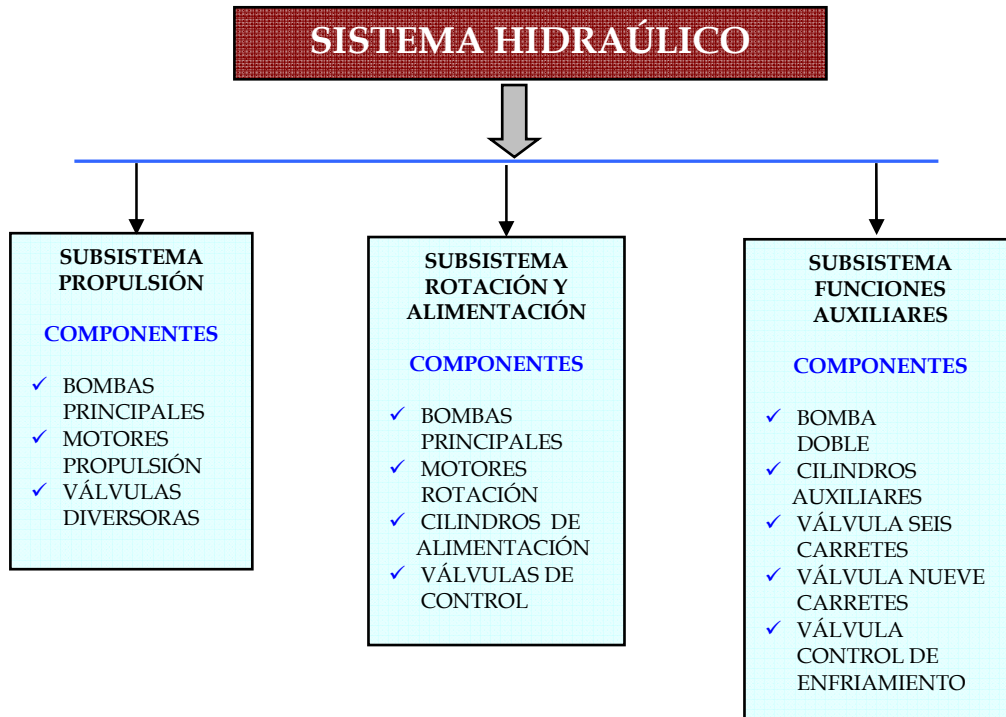 SISTEMA HIDRAÚLICO
SUBSISTEMA
PROPULSIÓN
COMPONENTES
✓ BOMBAS
PRINCIPALES
✓ MOTORES
PROPULSIÓN
✓ VÁLVULAS
DIVERSORAS
SUBSISTEMA
ROTACIÓN Y
ALIMENTACIÓN
COMPONENTES
✓ BOMBAS
PRINCIPALES
✓ MOTORES
ROTACIÓN
✓ CILINDROS DE
ALIMENTACIÓN
✓ VÁLVULAS DE
CONTROL
SUBSISTEMA
FUNCIONES
AUXILIARES
COMPONENTES
✓ BOMBA
DOBLE
✓ CILINDROS
AUXILIARES
✓ VÁLVULA SEIS
CARRETES
✓ VÁLVULA NUEVE
CARRETES
✓ VÁLVULA
CONTROL DE
ENFRIAMIENTO